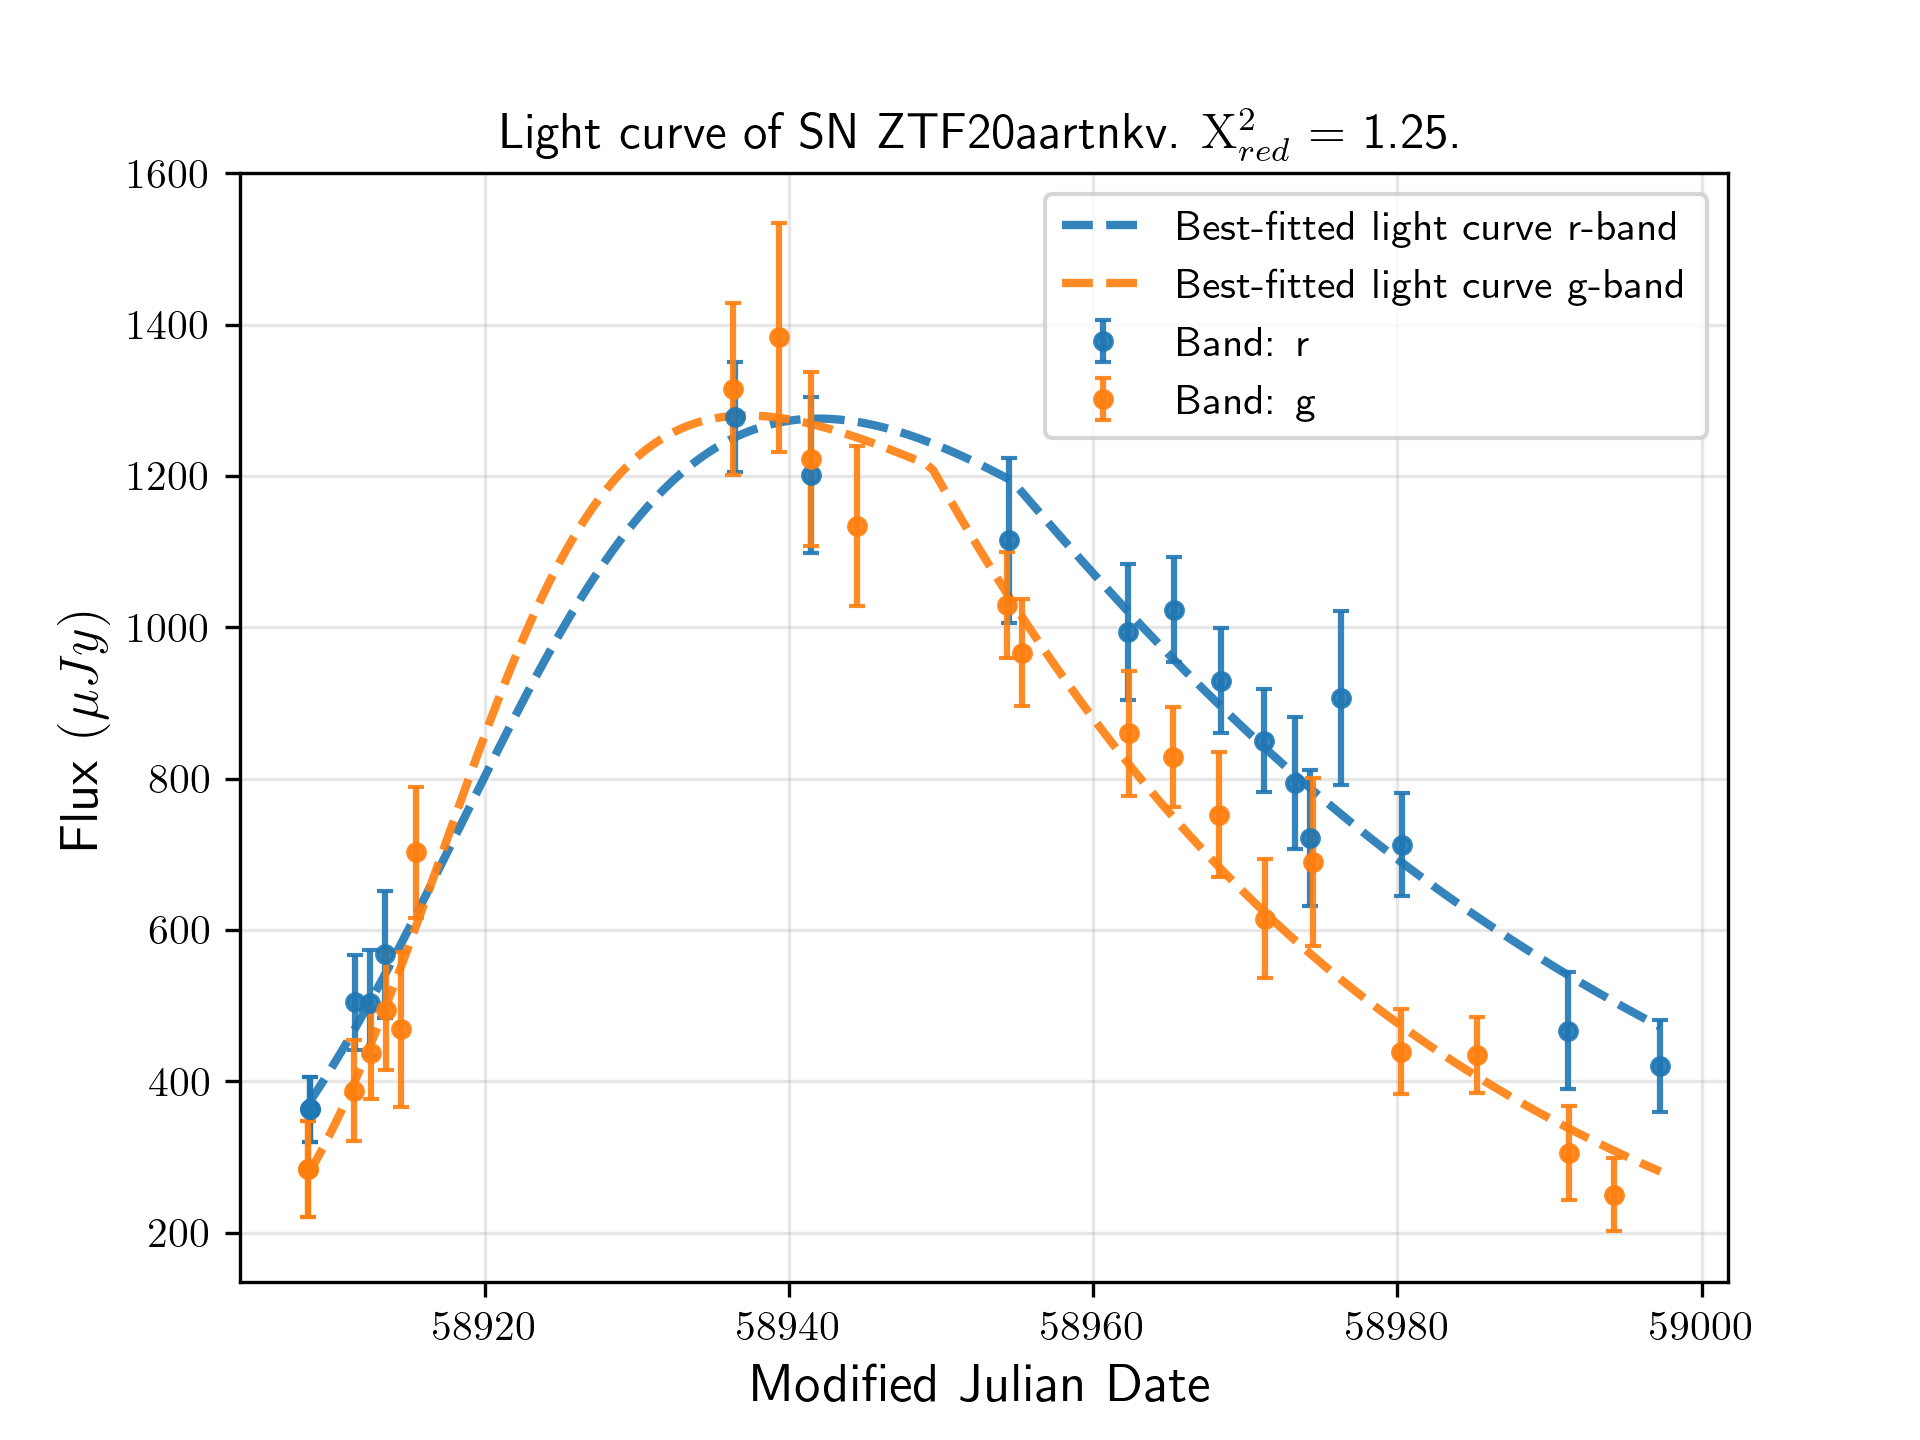 Light curve of SN ZTF20aartnkv. X²red = 1.25.
1600
1400
1200
1000
800
600
400
200
Flux (μJy)
Best-fitted light curve r-band
Best-fitted light curve g-band
Band: r
Band: g
58920 58940 58960 58980 59000
Modified Julian Date